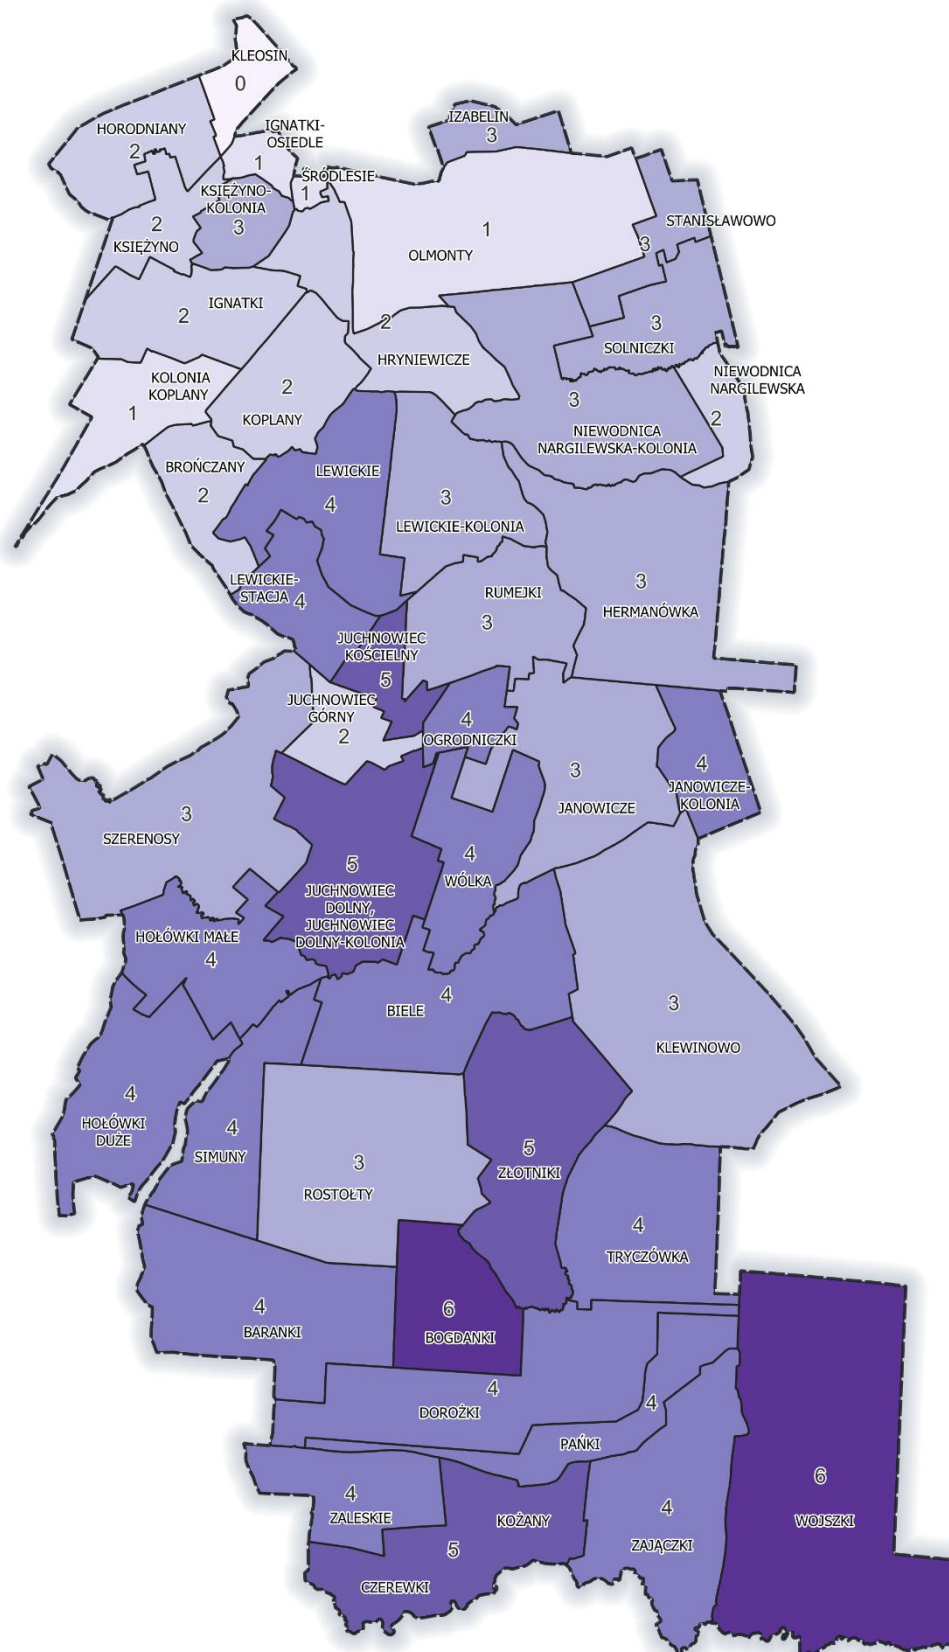 KLEOSIN
0
HORODNIANY
2
IGNATKI-
OSIEDLE
1
IZABELIN
3
ŚRÓDLESIE
1
KSIĘŻYNO-
KOLONIA
3
KSIĘŻYNO
2
1
OLMONTY
STANISŁAWOWO
3
IGNATKI
2
2
HRYNIEWICZE
3
SOLNICZKI
KOLONIA
KOPLANY
1
2
KOPLANY
NIEWODNICA
NARGILEWSKA
2
3
NIEWODNICA
NARGILEWSKA-KOLONIA
BROŃCZANY
2
LEWICKIE
4
3
LEWICKIE-KOLONIA
LEWICKIE-
STACJA
4
RUMEJKI
3
3
HERMANÓWKA
JUCHNOWIEC
KOŚCIELNY
5
JUCHNOWIEC
GÓRNY
2
4
OGRODNICZKI
3
JANOWICZE
4
JANOWICZE-
KOLONIA
3
SZERENOSY
5
JUCHNOWIEC
DOLNY,
JUCHNOWIEC
DOLNY-KOLONIA
4
WÓLKA
HOŁÓWKI MAŁE
4
BIELE
4
3
KLEWINOWO
4
HOŁÓWKI
DUŻE
4
SIMUNY
3
ROSTOŁTY
5
ZŁOTNIKI
4
TRYCZÓWKA
4
BARANKI
6
BOGDANKI
4
DOROŻKI
4
PAŃKI
4
ZALESKIE
KOŻANY
5
CZEREWKI
4
ZAJĄCZKI
6
WOJSZKI